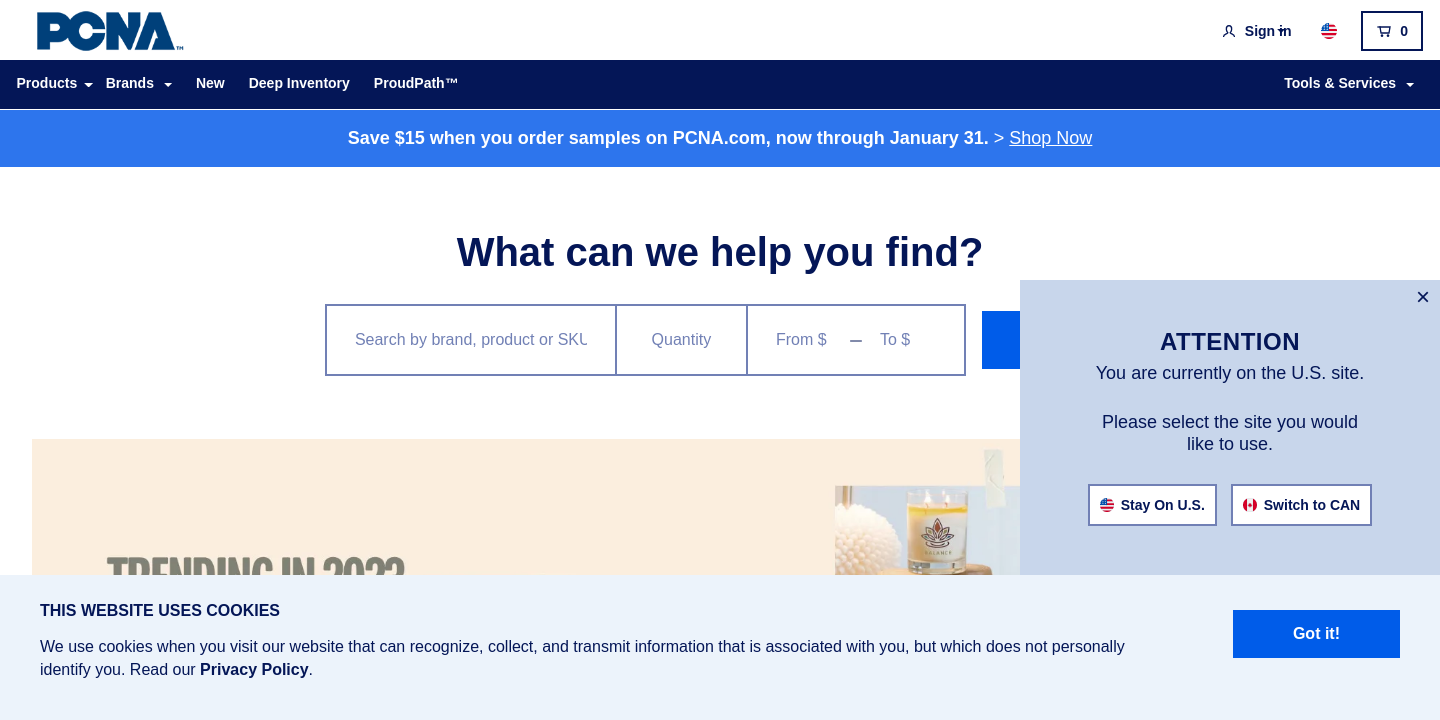 PCNA™
Sign in
0
Products
Brands
New
Deep Inventory
ProudPath™
Tools & Services
Save $15 when you order samples on PCNA.com, now through January 31. > Shop Now
What can we help you find?
Search by brand, product or SKU
Quantity
From $ – To $
×
ATTENTION
You are currently on the U.S. site.
Please select the site you would
like to use.
Stay On U.S.
Switch to CAN
BALANCE
TRENDING IN 2023
THIS WEBSITE USES COOKIES
We use cookies when you visit our website that can recognize, collect, and transmit information that is associated with you, but which does not personally
identify you. Read our Privacy Policy.
Got it!